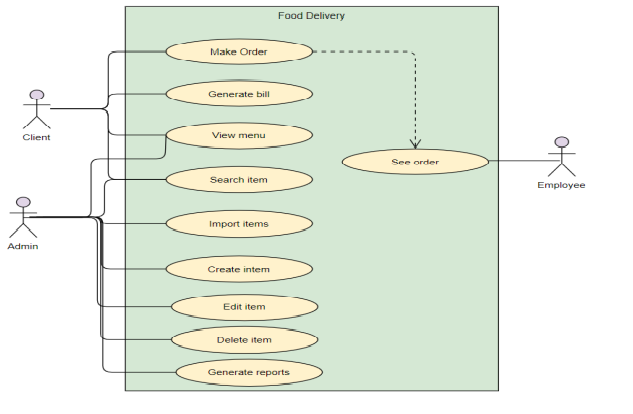 Food Delivery
Make Order
Generate bill
Client
View menu
See order
Search item
Employee
Import items
Admin
Create intem
Edit item
Delete item
Generate reports